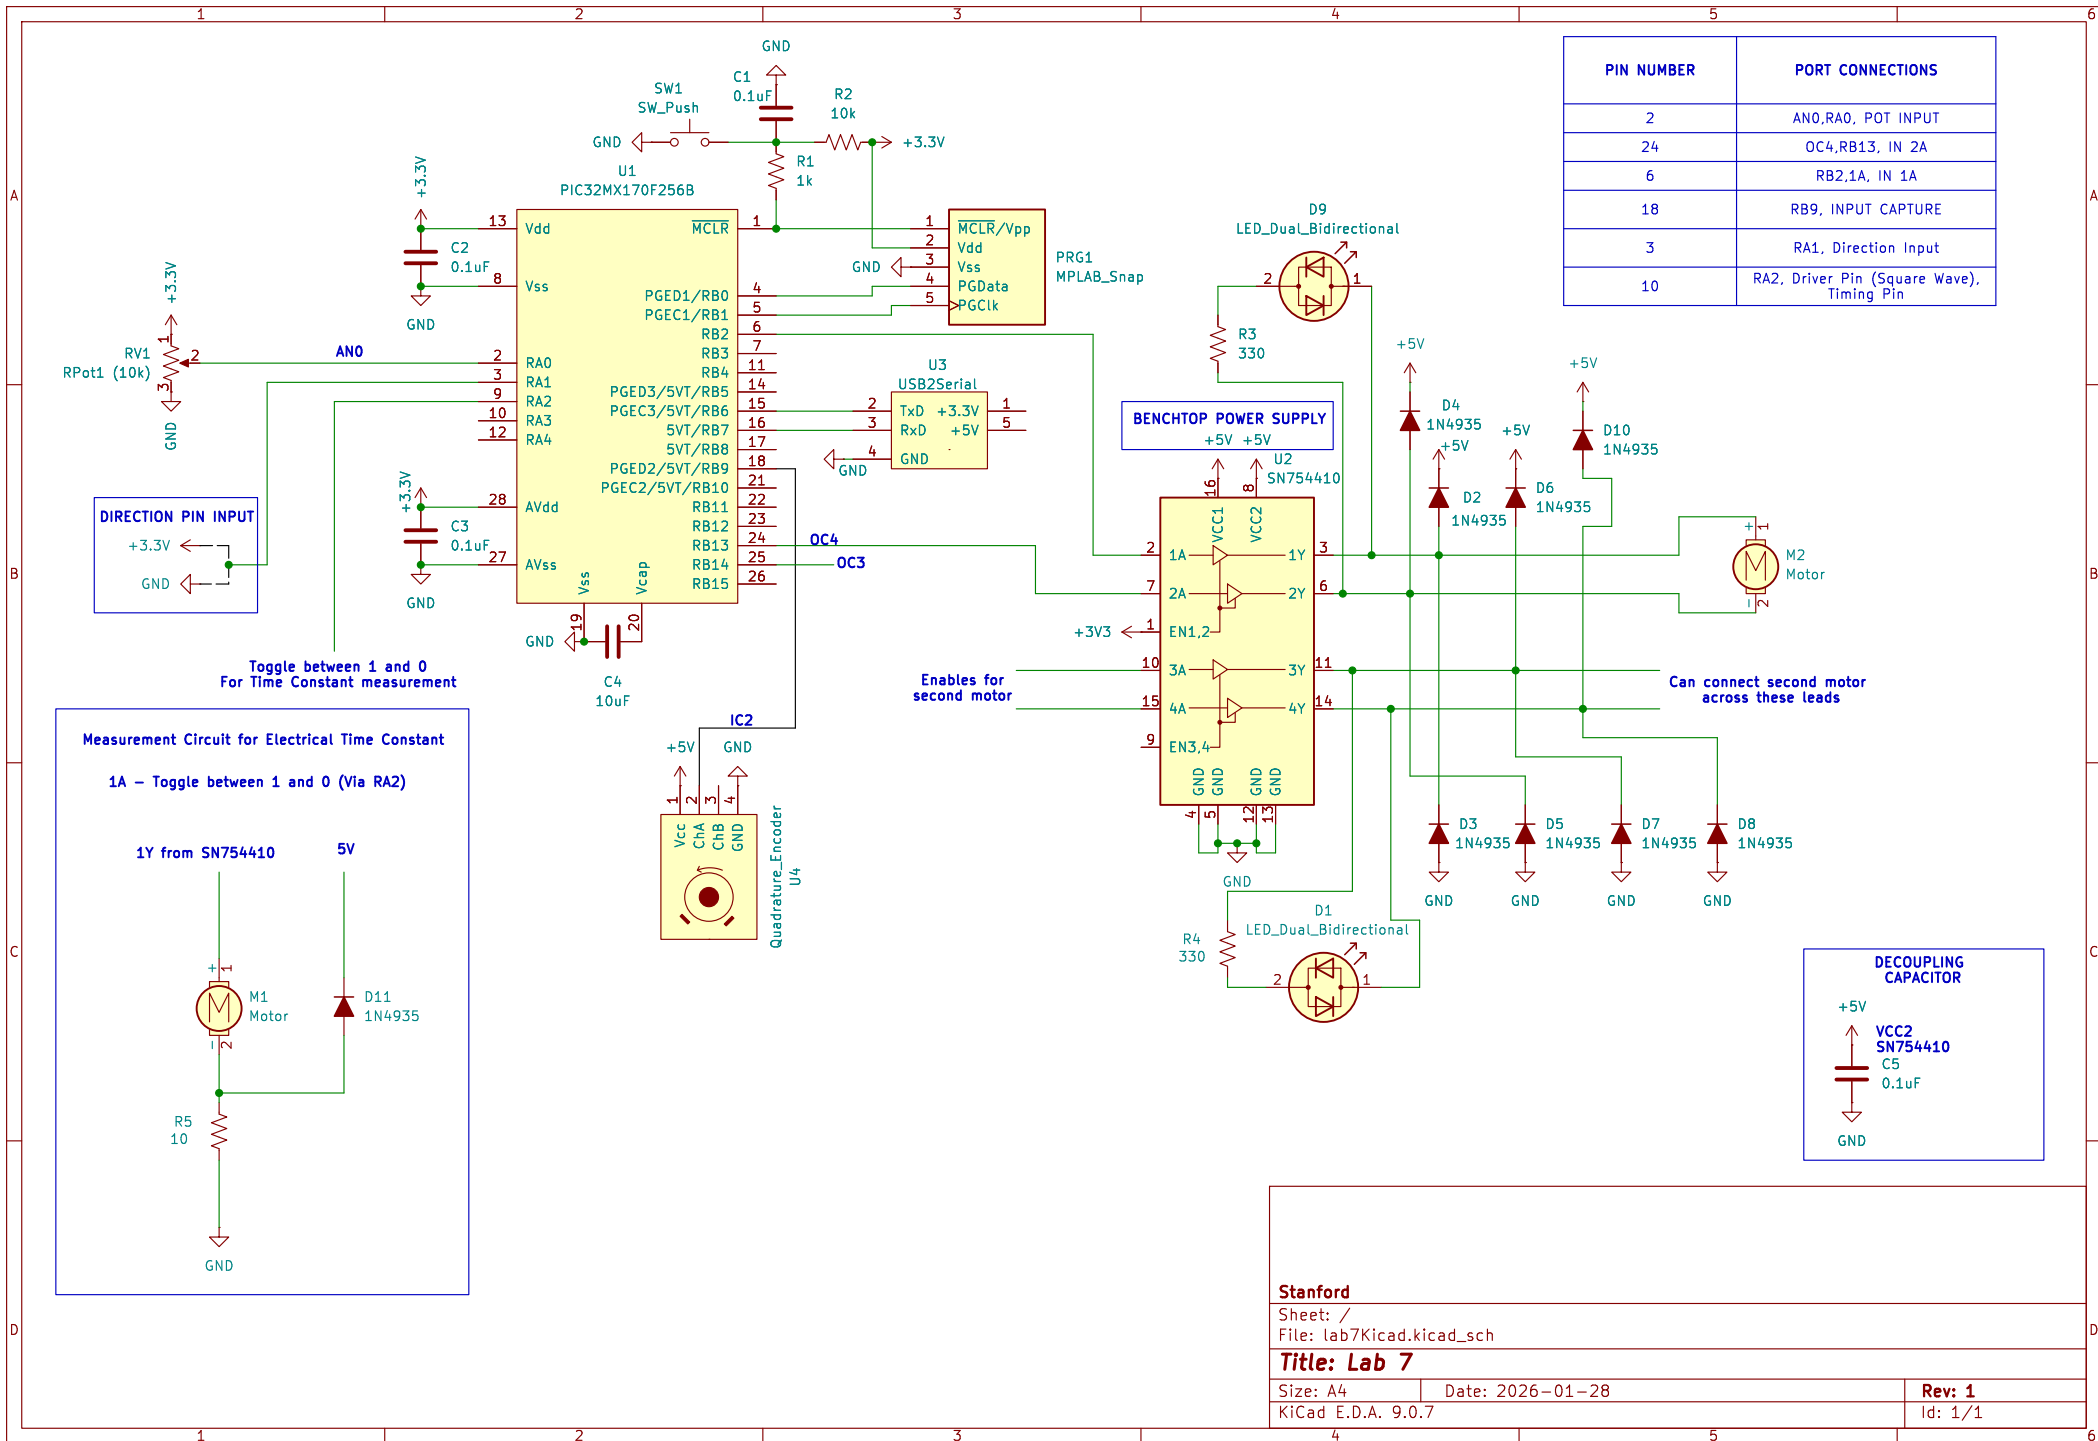 1 2 3 4 5 6
A
B
C
D
A
B
C
D
1 2 3 4 5 6
PIN NUMBER PORT CONNECTIONS
2 AN0,RA0, POT INPUT
24 OC4,RB13, IN 2A
6 RB2,1A, IN 1A
18 RB9, INPUT CAPTURE
3 RA1, Direction Input
10 RA2, Driver Pin (Square Wave),
Timing Pin
GND
C1
0.1uF
SW1
SW_Push
GND
R2
10k
+3.3V
R1
1k
U1
PIC32MX170F256B
13 Vdd
8 Vss
2 RA0
3 RA1
9 RA2
10 RA3
12 RA4
28 AVdd
27 AVss
Vss 19
Vcap 20
MCLR 1
PGED1/RB0 4
PGEC1/RB1 5
RB2 6
RB3 7
RB4 11
PGED3/5VT/RB5 14
PGEC3/5VT/RB6 15
5VT/RB7 16
5VT/RB8 17
PGED2/5VT/RB9 18
PGEC2/5VT/RB10 21
RB11 22
RB12 23
RB13 24
RB14 25
RB15 26
+3.3V
C2
0.1uF
GND
+3.3V
RV1
RPot1 (10k)
1
2
3
GND
AN0
+3.3V
C3
0.1uF
GND
DIRECTION PIN INPUT
+3.3V
GND
GND
C4
10uF
Toggle between 1 and 0
For Time Constant measurement
1 MCLR/Vpp
2 Vdd
3 Vss
4 PGData
5 PGClk
GND
PRG1
MPLAB_Snap
U3
USB2Serial
2 TxD +3.3V 1
3 RxD +5V 5
4 GND
GND
OC4
OC3
IC2
+5V
GND
1 2 3 4
Vcc
ChA
ChB
GND
Quadrature_Encoder
U4
D9
LED_Dual_Bidirectional
2 1
R3
330
BENCHTOP POWER SUPPLY
+5V +5V
U2
SN754410
16 8
VCC1
VCC2
2 1A 1Y 3
7 2A 2Y 6
1 EN1,2
10 3A 3Y 11
15 4A 4Y 14
9 EN3,4
GND GND GND GND
4 5 12 13
GND
+3V3
Enables for
second motor
+5V
D4
1N4935
+5V
D2
1N4935
+5V
D6
1N4935
+5V
D10
1N4935
+ 1
M2
Motor
- 2
Can connect second motor
across these leads
D3
1N4935
GND
D5
1N4935
GND
D7
1N4935
GND
D8
1N4935
GND
D1
LED_Dual_Bidirectional
R4
330
2 1
Measurement Circuit for Electrical Time Constant
1A - Toggle between 1 and 0 (Via RA2)
1Y from SN754410
5V
+ 1
M1
Motor
- 2
D11
1N4935
R5
10
GND
DECOUPLING
CAPACITOR
+5V
VCC2
SN754410
C5
0.1uF
GND
Stanford
Sheet: /
File: lab7Kicad.kicad_sch
Title: Lab 7
Size: A4 Date: 2026-01-28 Rev: 1
KiCad E.D.A. 9.0.7 Id: 1/1